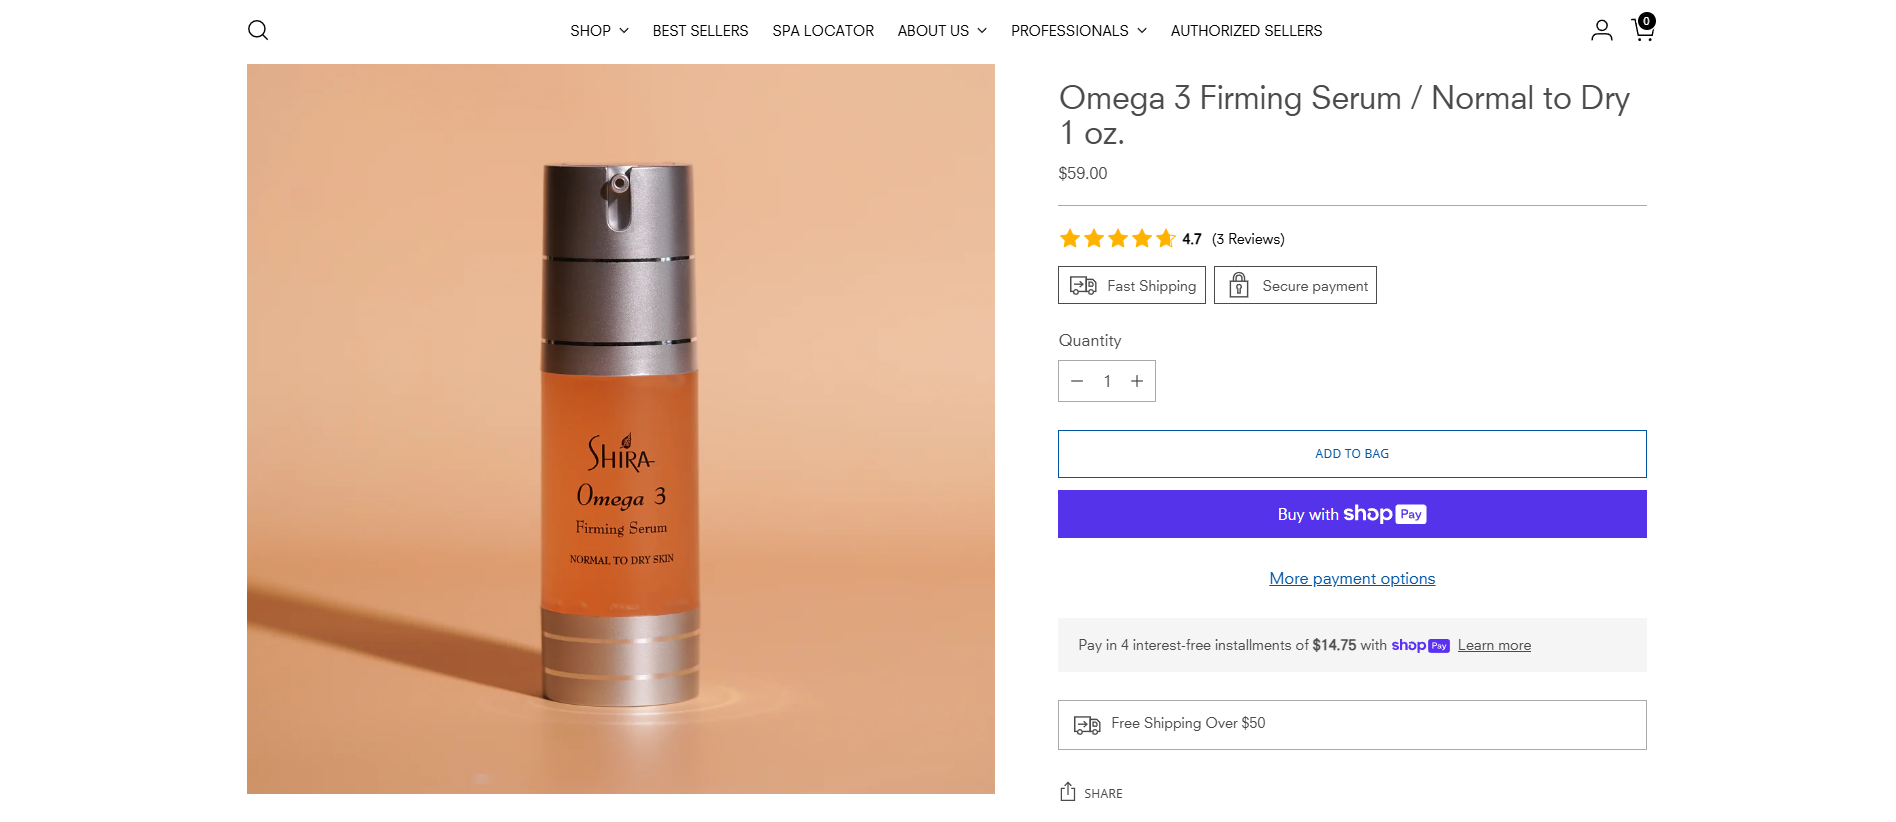 SHOP
BEST SELLERS
SPA LOCATOR
ABOUT US
PROFESSIONALS
AUTHORIZED SELLERS
0
SHIRA
Omega 3
Firming Serum
NORMAL TO DRY SKIN
Omega 3 Firming Serum / Normal to Dry
1 oz.
$59.00
4.7 (3 Reviews)
Fast Shipping
Secure payment
Quantity
1
ADD TO BAG
Buy with shop Pay
More payment options
Pay in 4 interest-free installments of $14.75 with shop Pay Learn more
Free Shipping Over $50
SHARE